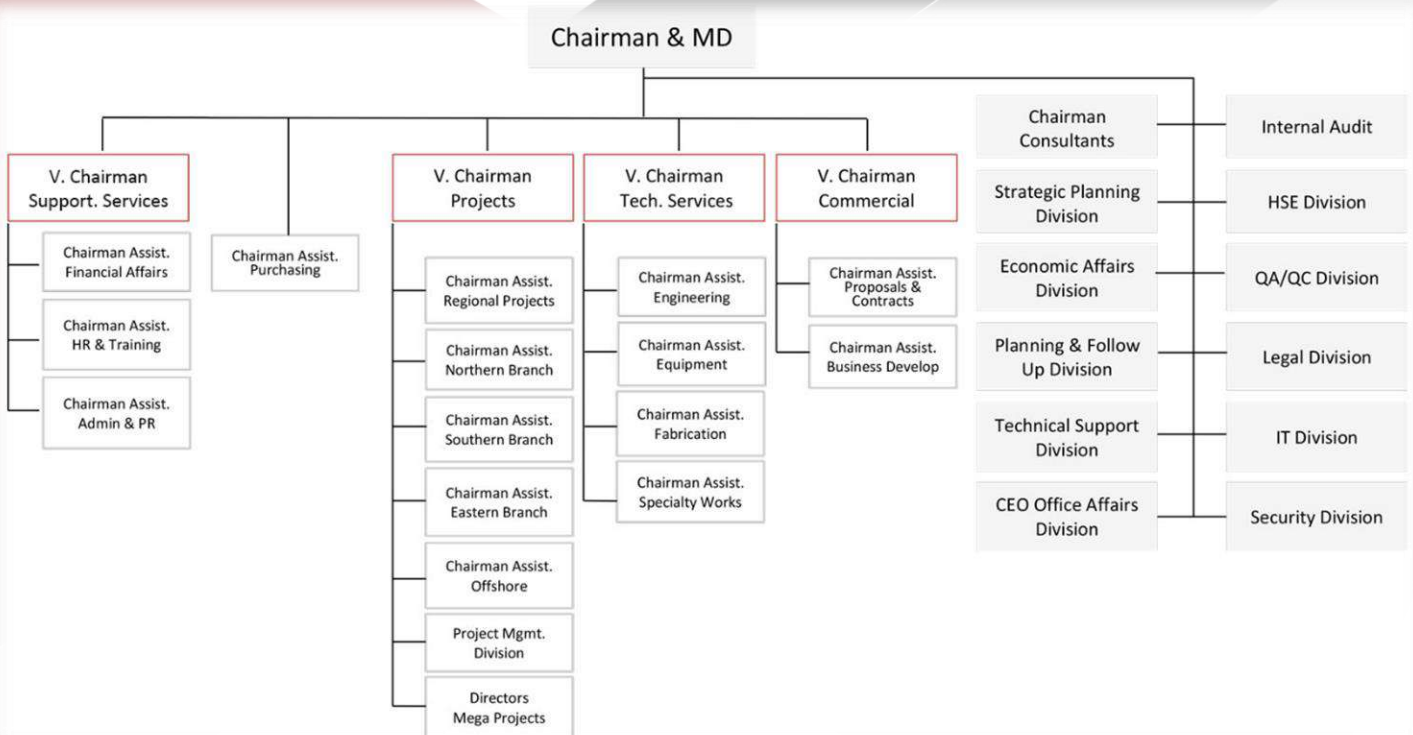 Chairman & MD
V. Chairman
Support. Services
Chairman Assist.
Financial Affairs
Chairman Assist.
HR & Training
Chairman Assist.
Admin & PR
Chairman Assist.
Purchasing
V. Chairman
Projects
Chairman Assist.
Regional Projects
Chairman Assist.
Northern Branch
Chairman Assist.
Southern Branch
Chairman Assist.
Eastern Branch
Chairman Assist.
Offshore
Project Mgmt.
Division
Directors
Mega Projects
V. Chairman
Tech. Services
Chairman Assist.
Engineering
Chairman Assist.
Equipment
Chairman Assist.
Fabrication
Chairman Assist.
Specialty Works
V. Chairman
Commercial
Chairman Assist.
Proposals &
Contracts
Chairman Assist.
Business Develop
Chairman
Consultants
Internal Audit
Strategic Planning
Division
HSE Division
Economic Affairs
Division
QA/QC Division
Planning & Follow
Up Division
Legal Division
Technical Support
Division
IT Division
CEO Office Affairs
Division
Security Division